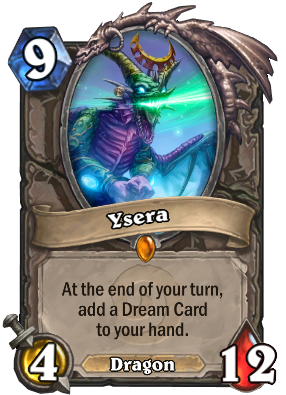 9
Ysera
At the end of your turn,
add a Dream Card
to your hand.
4
Dragon
12